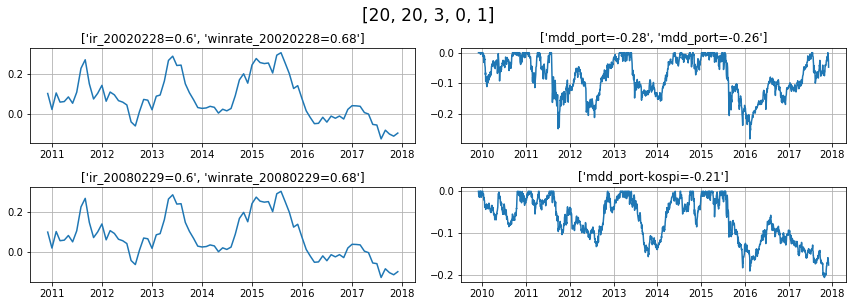 [20, 20, 3, 0, 1]
['ir_20020228=0.6', 'winrate_20020228=0.68']
0.2
0.0
2011 2012 2013 2014 2015 2016 2017 2018
['mdd_port=-0.28', 'mdd_port=-0.26']
0.0
−0.1
−0.2
2010 2011 2012 2013 2014 2015 2016 2017 2018
['ir_20080229=0.6', 'winrate_20080229=0.68']
0.2
0.0
2011 2012 2013 2014 2015 2016 2017 2018
['mdd_port-kospi=-0.21']
0.0
−0.1
−0.2
2010 2011 2012 2013 2014 2015 2016 2017 2018